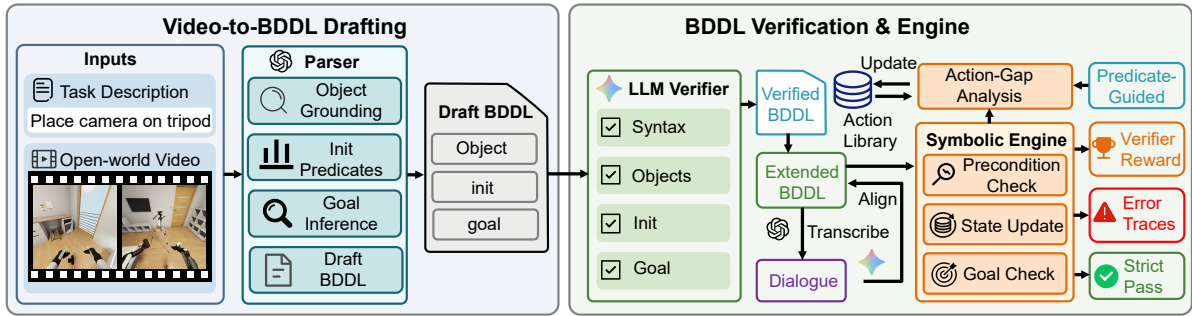 Video-to-BDDL Drafting
Inputs
Task Description
Place camera on tripod
Open-world Video
Parser
Object
Grounding
Init
Predicates
Goal
Inference
Draft
BDDL
Draft BDDL
Object
init
goal
BDDL Verification & Engine
LLM Verifier
Syntax
Objects
Init
Goal
Verified
BDDL
Extended
BDDL
Transcribe
Dialogue
Align
Update
Action
Library
Action-Gap
Analysis
Predicate-
Guided
Symbolic Engine
Precondition
Check
State Update
Goal Check
Verifier
Reward
Error
Traces
Strict
Pass